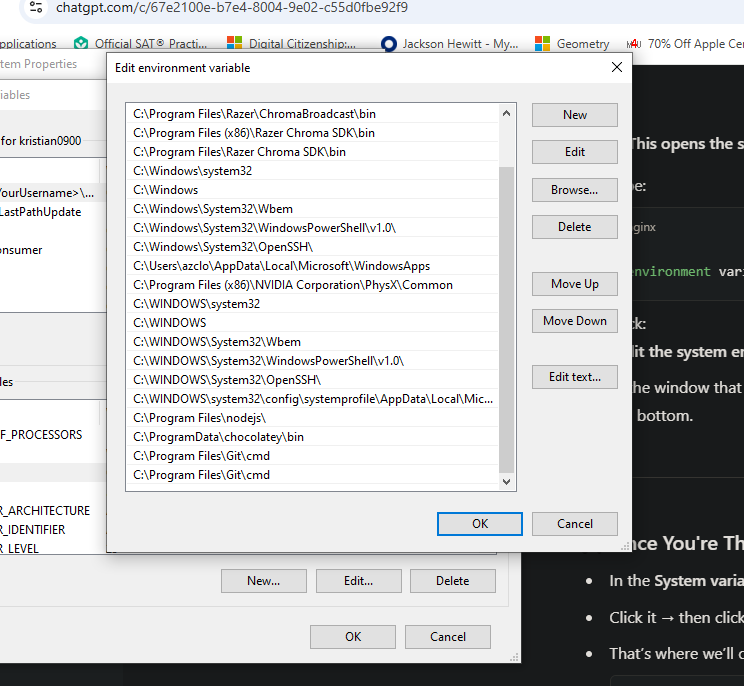 chatgpt.com/c/67e2100e-b7e4-8004-9e02-c55d0fbe92f9
pplications Official SAT® Practi... Digital Citizenship:... Jackson Hewitt - My... Geometry 70% Off Apple Cer
tem Properties
Edit environment variable
iables
for kristian0900
ourUsername>\...
LastPathUpdate
onsumer
les
F_PROCESSORS
R_ARCHITECTURE
R_IDENTIFIER
R_LEVEL
C:\Program Files\Razer\ChromaBroadcast\bin
C:\Program Files (x86)\Razer Chroma SDK\bin
C:\Program Files\Razer Chroma SDK\bin
C:\Windows\system32
C:\Windows
C:\Windows\System32\Wbem
C:\Windows\System32\WindowsPowerShell\v1.0\
C:\Windows\System32\OpenSSH\
C:\Users\azclo\AppData\Local\Microsoft\WindowsApps
C:\Program Files (x86)\NVIDIA Corporation\PhysX\Common
C:\WINDOWS\system32
C:\WINDOWS
C:\WINDOWS\System32\Wbem
C:\WINDOWS\System32\WindowsPowerShell\v1.0\
C:\WINDOWS\System32\OpenSSH\
C:\WINDOWS\system32\config\systemprofile\AppData\Local\Mic...
C:\Program Files\nodejs\
C:\ProgramData\chocolatey\bin
C:\Program Files\Git\cmd
C:\Program Files\Git\cmd
New
Edit
Browse...
Delete
Move Up
Move Down
Edit text...
OK Cancel
New... Edit... Delete
OK Cancel
This opens the s
e:
ginx
environment vari
k:
lit the system en
he window that
bottom.
nce You're Th
In the System varia
Click it → then click
That's where we'll c